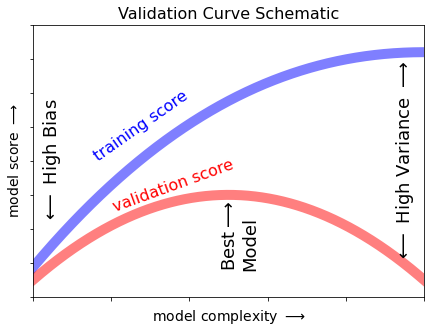 Validation Curve Schematic
model score ⟶
⟵ High Bias
training score
validation score
Best ⟶
Model
⟵ High Variance ⟶
model complexity ⟶